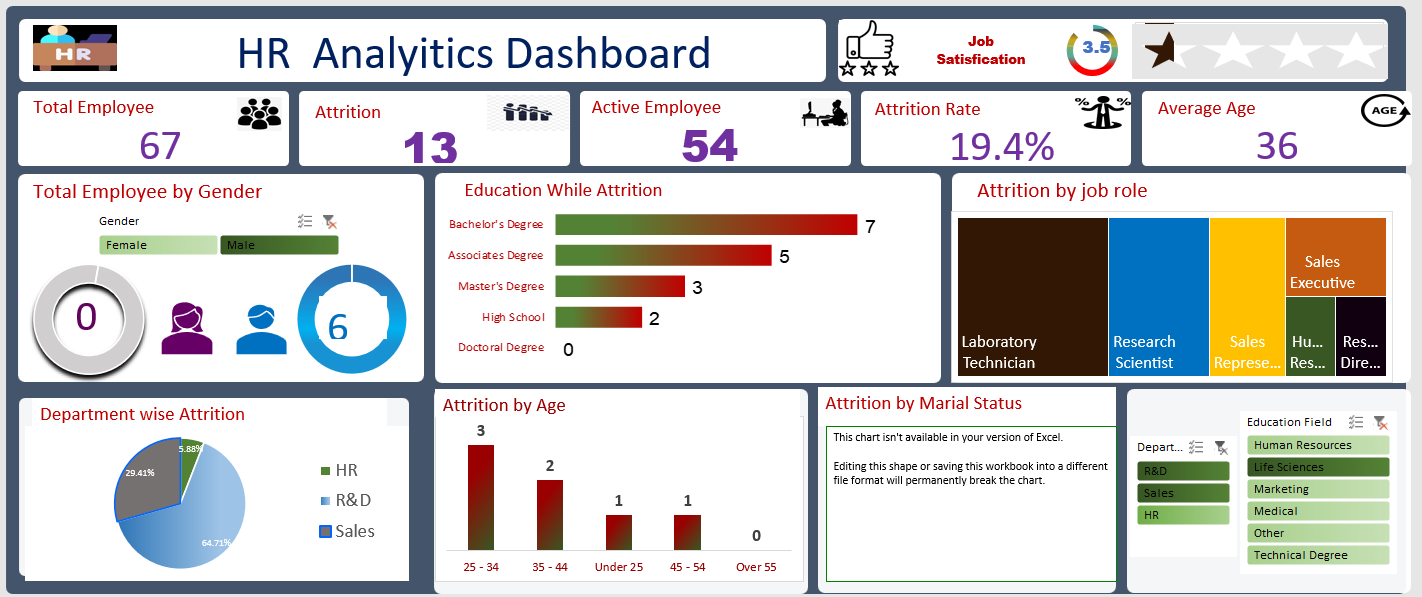 HR
HR Analyitics Dashboard
Job
Satisfication
3.5
Total Employee
67
Attrition
13
Active Employee
54
Attrition Rate
% %
19.4%
Average Age
AGE
36
Total Employee by Gender
Gender
Female
Male
0
6
Education While Attrition
Bachelor's Degree
7
Associates Degree
5
Master's Degree
3
High School
2
Doctoral Degree
0
Attrition by job role
Laboratory
Technician
Research
Scientist
Sales
Represe...
Sales
Executive
Hu...
Res...
Res...
Dire...
Department wise Attrition
5.88%
29.41%
64.71%
HR
R&D
Sales
Attrition by Age
3
2
1
1
0
25 - 34
35 - 44
Under 25
45 - 54
Over 55
Attrition by Marial Status
This chart isn't available in your version of Excel.
Editing this shape or saving this workbook into a different
file format will permanently break the chart.
Depart...
R&D
Sales
HR
Education Field
Human Resources
Life Sciences
Marketing
Medical
Other
Technical Degree